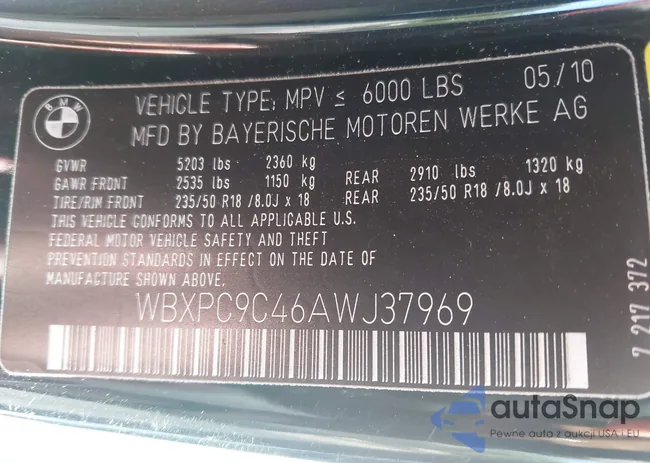 BMW
VEHICLE TYPE: MPV ≤ 6000 LBS 05/10
MFD BY BAYERISCHE MOTOREN WERKE AG
GVWR 5203 lbs 2360 kg
GAWR FRONT 2535 lbs 1150 kg REAR 2910 lbs 1320 kg
TIRE/RIM FRONT 235/50 R18 /8.0J x 18 REAR 235/50 R18 /8.0J x 18
THIS VEHICLE CONFORMS TO ALL APPLICABLE U.S.
FEDERAL MOTOR VEHICLE SAFETY AND THEFT
PREVENTION STANDARDS IN EFFECT ON THE DATE OF
MANUFACTURE SHOWN ABOVE.
WBXPC9C46AWJ37969
7 217 372
autaSnap
Pewne auta z aukcji USA i EU